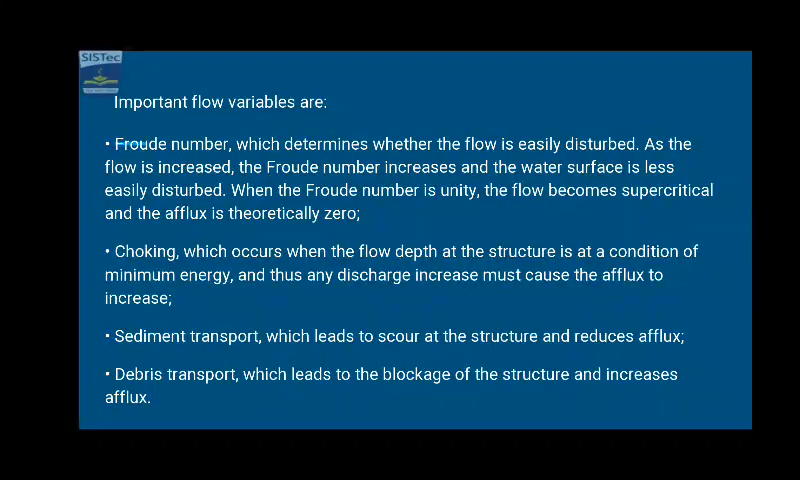 SISTec
Important flow variables are:
• Froude number, which determines whether the flow is easily disturbed. As the
flow is increased, the Froude number increases and the water surface is less
easily disturbed. When the Froude number is unity, the flow becomes supercritical
and the afflux is theoretically zero;
• Choking, which occurs when the flow depth at the structure is at a condition of
minimum energy, and thus any discharge increase must cause the afflux to
increase;
• Sediment transport, which leads to scour at the structure and reduces afflux;
• Debris transport, which leads to the blockage of the structure and increases
afflux.